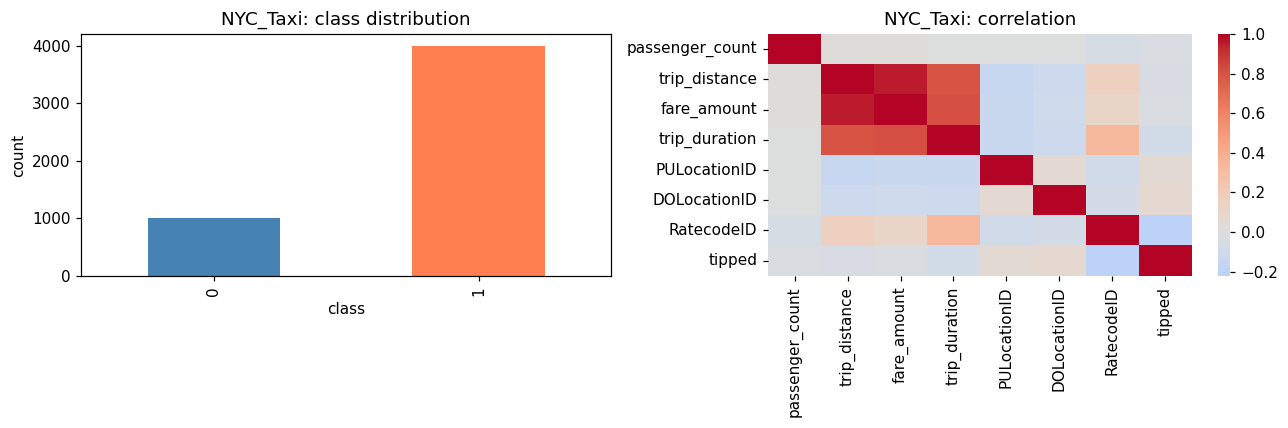 NYC_Taxi: class distribution
count
4000
3000
2000
1000
0
0
1
class
NYC_Taxi: correlation
passenger_count
trip_distance
fare_amount
trip_duration
PULocationID
DOLocationID
RatecodeID
tipped
passenger_count
trip_distance
fare_amount
trip_duration
PULocationID
DOLocationID
RatecodeID
tipped
1.0
0.8
0.6
0.4
0.2
0.0
−0.2